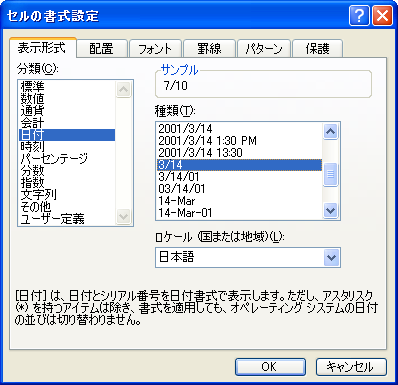 セルの書式設定
表示形式 配置 フォント 罫線 パターン 保護
分類(C):
標準
数値
通貨
会計
日付
時刻
パーセンテージ
分数
指数
文字列
その他
ユーザー定義
サンプル
7/10
種類(T):
2001/3/14
2001/3/14 1:30 PM
2001/3/14 13:30
3/14
3/14/01
03/14/01
14-Mar
14-Mar-01
ロケール (国または地域)(L):
日本語
[日付] は、日付とシリアル番号を日付書式で表示します。ただし、アスタリスク
(*) を持つアイテムは除き、書式を適用しても、オペレーティング システムの日付
の並びは切り替わりません。
OK キャンセル